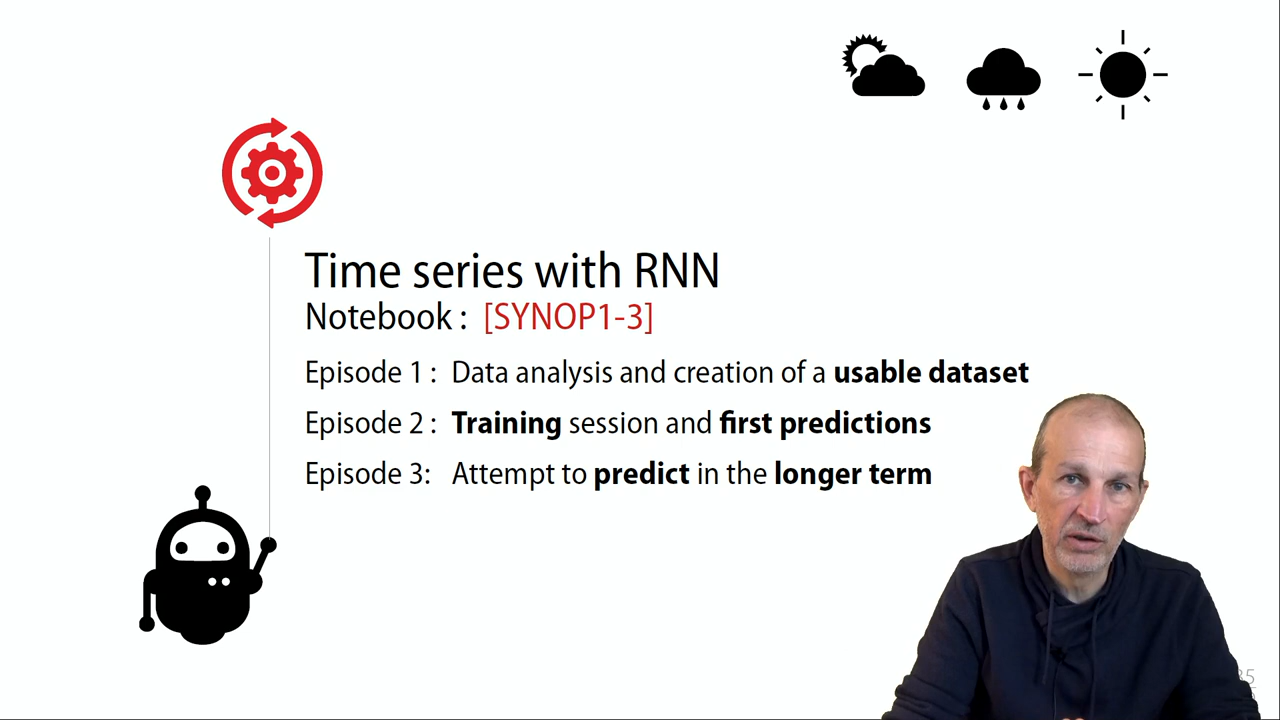 Time series with RNN
Notebook : [SYNOP1-3]
Episode 1 : Data analysis and creation of a usable dataset
Episode 2 : Training session and first predictions
Episode 3: Attempt to predict in the longer term